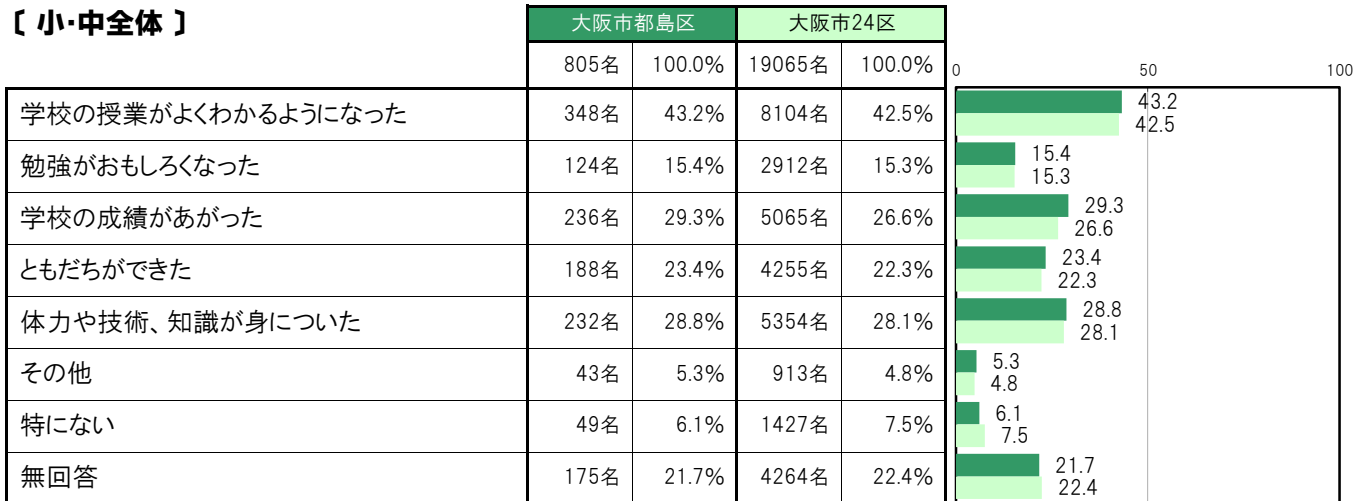 〔 小・中全体 〕
大阪市都島区 大阪市24区
805名 100.0% 19065名 100.0%
0 50 100
学校の授業がよくわかるようになった 348名 43.2% 8104名 42.5% 43.2
42.5
勉強がおもしろくなった 124名 15.4% 2912名 15.3% 15.4
15.3
学校の成績があがった 236名 29.3% 5065名 26.6% 29.3
26.6
ともだちができた 188名 23.4% 4255名 22.3% 23.4
22.3
体力や技術、知識が身についた 232名 28.8% 5354名 28.1% 28.8
28.1
その他 43名 5.3% 913名 4.8% 5.3
4.8
特にない 49名 6.1% 1427名 7.5% 6.1
7.5
無回答 175名 21.7% 4264名 22.4% 21.7
22.4